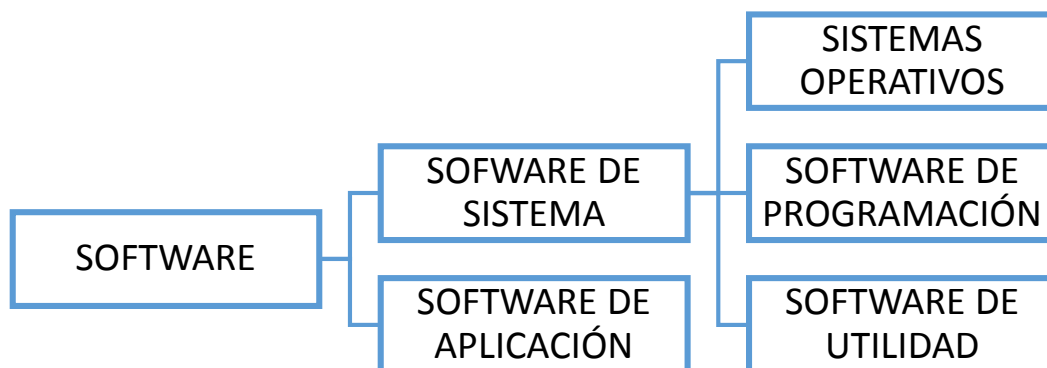 SOFTWARE
SOFWARE DE
SISTEMA
SOFTWARE DE
APLICACIÓN
SISTEMAS
OPERATIVOS
SOFTWARE DE
PROGRAMACIÓN
SOFTWARE DE
UTILIDAD